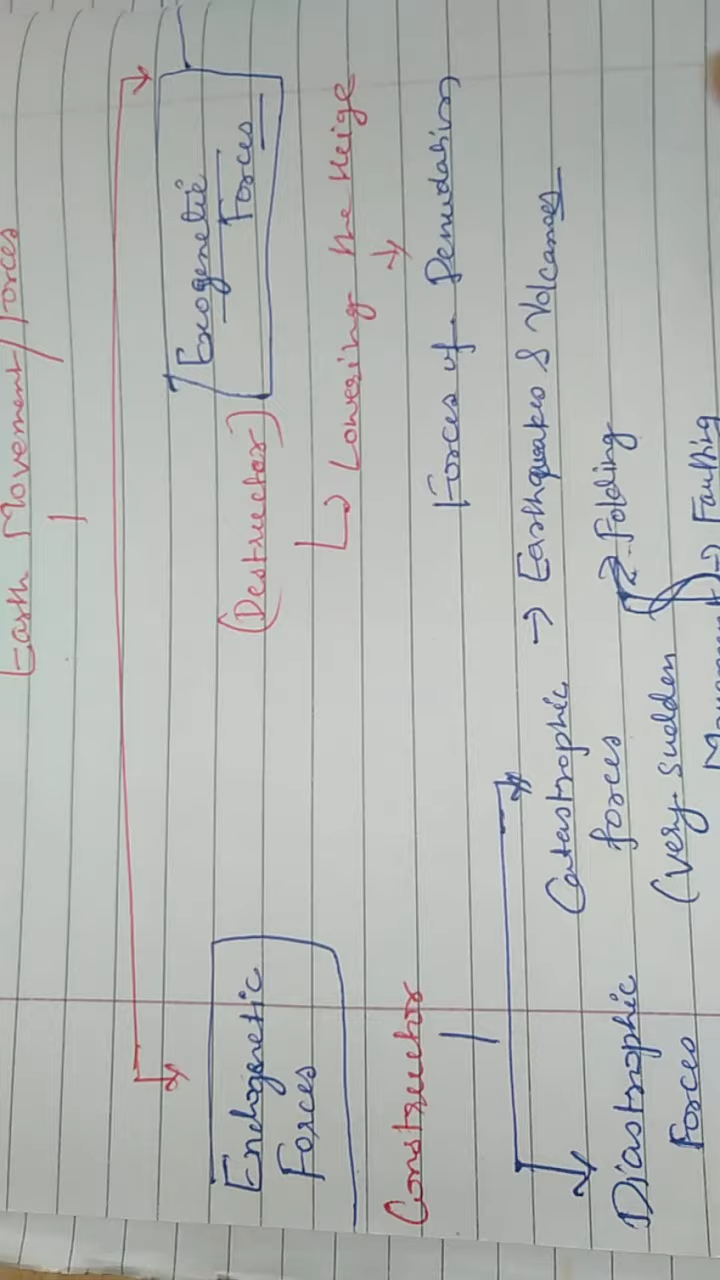 Earth Movement/Forces
Endogenetic
Forces
Exogenetic
Forces
Constructor
(Destructor)
↳ Lowering the Heige
↓
Forces of Denudation
Diastrophic
Forces
Catastrophic
forces
(very sudden
→ Earthquakes & Volcanoes
Folding
→ Faulting